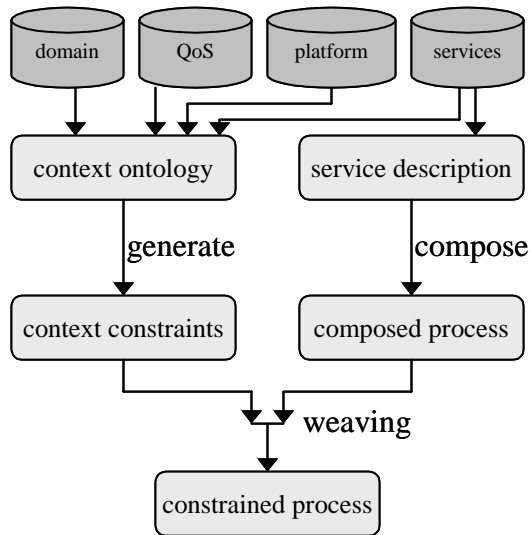 domain
QoS
platform
services
context ontology
service description
generate
compose
context constraints
composed process
weaving
constrained process